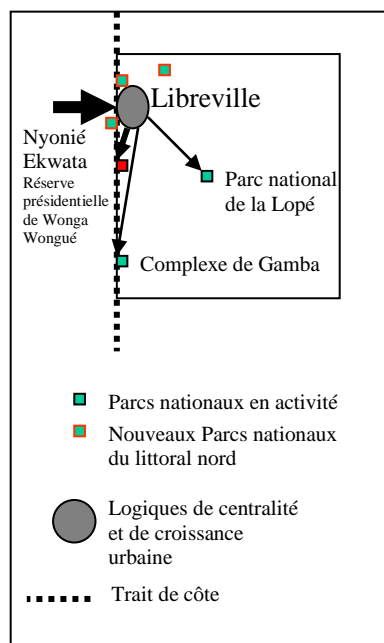 Libreville
Nyonié
Ekwata
Réserve
présidentielle
de Wonga
Wongué
Parc national
de la Lopé
Complexe de Gamba
Parcs nationaux en activité
Nouveaux Parcs nationaux
du littoral nord
Logiques de centralité
et de croissance
urbaine
Trait de côte